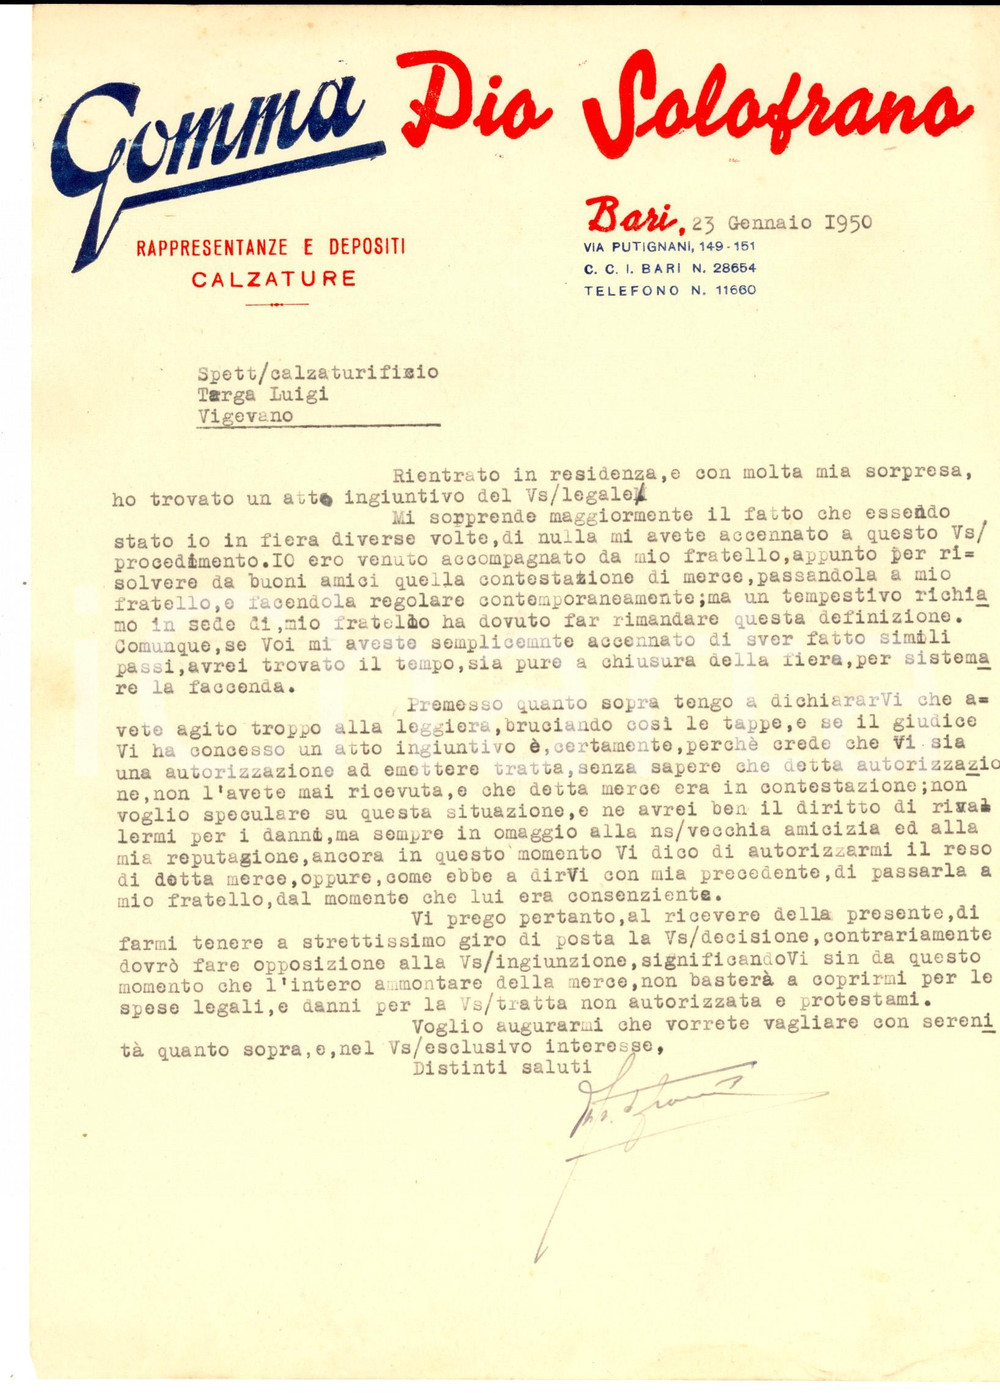 Gomma Dio Solofrano
RAPPRESENTANZE E DEPOSITI
CALZATURE
Bari, 23 Gennaio I950
VIA PUTIGNANI, 149-151
C. C. I. BARI N. 28654
TELEFONO N. 11660
Spett/calzaturificio
Targa Luigi
Vigevano
Rientrato in residenza,e con molta mia sorpresa,
ho trovato un atto ingiuntivo del Vs/legale.
Mi sorprende maggiormente il fatto che essendo
stato io in fiera diverse volte,di nulla mi avete accennato a questo Vs/
procedimento.IO ero venuto accompagnato da mio fratello,appunto per ri=
solvere da buoni amici quella contestazione di merce,passandola a mio
fratello,e facendola regolare contemporaneamente;ma un tempestivo richia
mo in sede di,mio fratello ha dovuto far rimandare questa definizione.
Comunque,se Voi mi aveste semplicemnte accennato di sver fatto simili
passi,avrei trovato il tempo,sia pure a chiusura della fiera,per sistema
re la faccenda.
Premesso quanto sopra tengo a dichiararVi che a=
vete agito troppo alla leggiera,bruciando così le tappe,e se il giudice
Vi ha concesso un atto ingiuntivo è,certamente,perchè crede che Vi sia
una autorizzazione ad emettere tratta,senza sapere che detta autorizzazio
ne,non l'avete mai ricevuta,e che detta merce era in contestazione;non
voglio speculare su questa situazione,e ne avrei ben il diritto di rival
lermi per i danni,ma sempre in omaggio alla ns/vecchia amicizia ed alla
mia reputagione,ancora in questo momento Vi dico di autorizzarmi il reso
di detta merce,oppure,come ebbe a dirVi con mia precedente,di passarla a
mio fratello,dal momento che lui era consenziente.
Vi prego pertanto,al ricevere della presente,di
farmi tenere a strettissimo giro di posta la Vs/decisione,contrariamente
dovrò fare opposizione alla Vs/ingiunzione,significandoVi sin da questo
momento che l'intero ammontare della merce,non basterà a coprirmi per le
spese legali,e danni per la Vs/tratta non autorizzata e protestami.
Voglio augurarmi che vorrete vagliare con sereni
tà quanto sopra,e,nel Vs/esclusivo interesse,
Distinti saluti